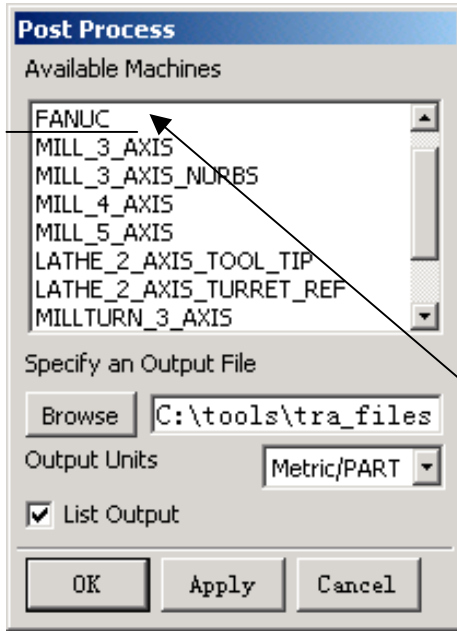 Post Process
Available Machines
FANUC
MILL_3_AXIS
MILL_3_AXIS_NURBS
MILL_4_AXIS
MILL_5_AXIS
LATHE_2_AXIS_TOOL_TIP
LATHE_2_AXIS_TURRET_REF
MILLTURN_3_AXIS
Specify an Output File
Browse C:\tools\tra_files
Output Units Metric/PART
List Output
OK Apply Cancel